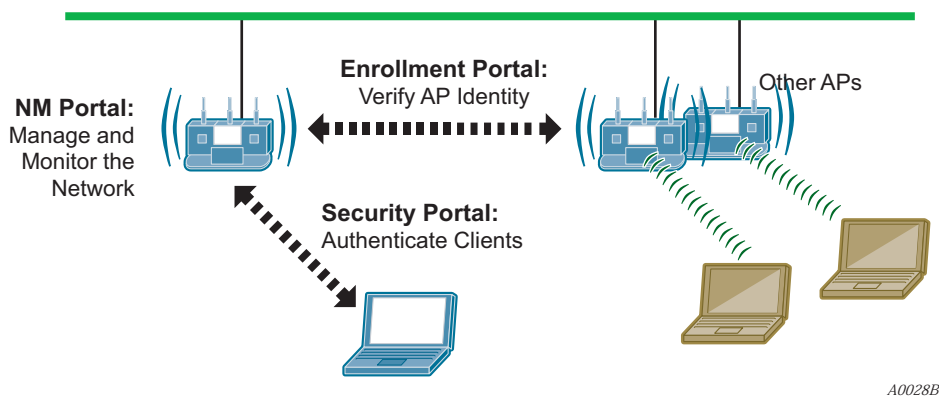 NM Portal:
Manage and
Monitor the
Network
Enrollment Portal:
Verify AP Identity
Other APs
Security Portal:
Authenticate Clients
A0028B